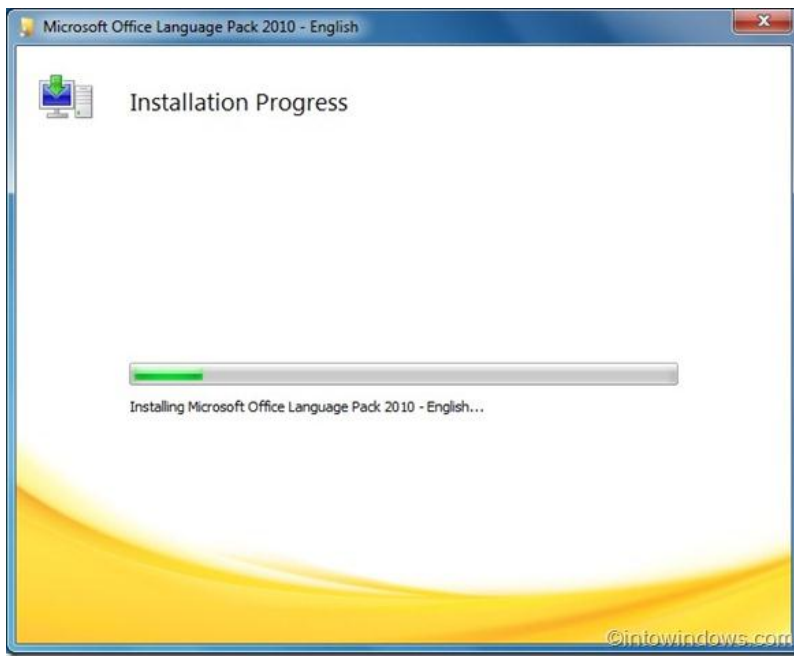 Microsoft Office Language Pack 2010 - English
Installation Progress
Installing Microsoft Office Language Pack 2010 - English...
©intowindows.com